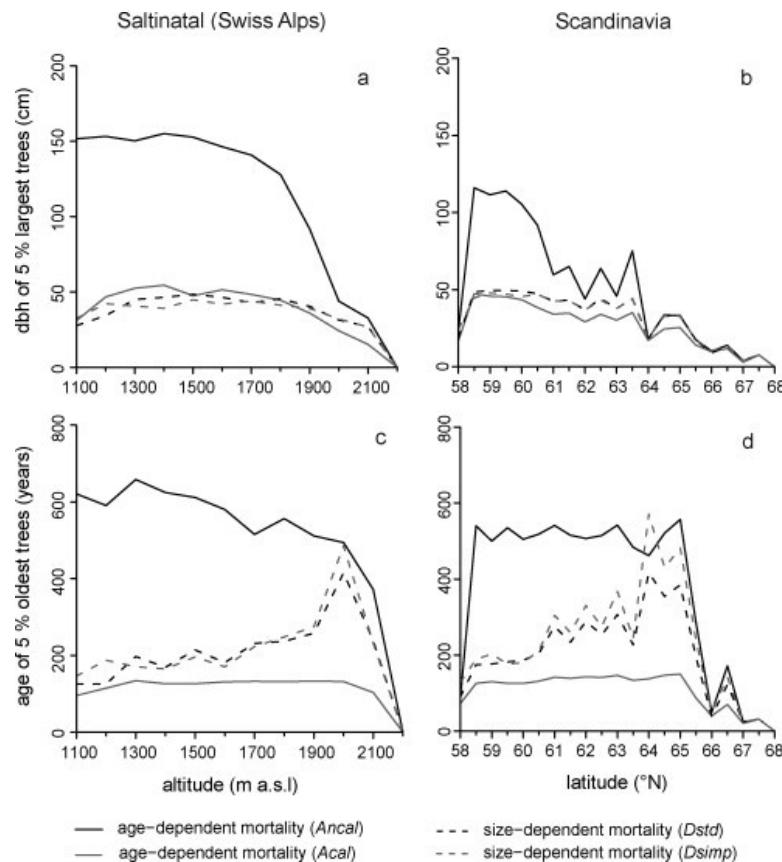 Saltinatal (Swiss Alps)
Scandinavia
dbh of 5 % largest trees (cm)
a
200
150
100
50
0
1100 1300 1500 1700 1900 2100
b
200
150
100
50
0
58 59 60 61 62 63 64 65 66 67 68
age of 5 % oldest trees (years)
c
800
600
400
200
0
1100 1300 1500 1700 1900 2100
altitude (m a.s.l)
d
800
600
400
200
0
58 59 60 61 62 63 64 65 66 67 68
latitude (°N)
age−dependent mortality (Ancal)
age−dependent mortality (Acal)
size−dependent mortality (Dstd)
size−dependent mortality (Dsimp)